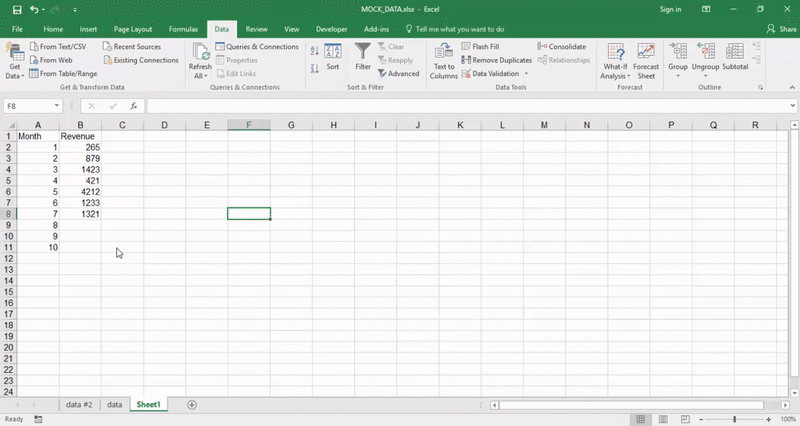 MOCK_DATA.xlsx - Excel
Sign in
File Home Insert Page Layout Formulas Data Review View Developer Add-ins Tell me what you want to do Share
Get Data
From Text/CSV
From Web
From Table/Range
Recent Sources
Existing Connections
Get & Transform Data
Refresh All
Queries & Connections
Properties
Edit Links
Queries & Connections
Sort
Filter
Clear
Reapply
Advanced
Sort & Filter
Text to Columns
Flash Fill
Remove Duplicates
Data Validation
Consolidate
Relationships
Data Tools
What-If Analysis
Forecast Sheet
Forecast
Group
Ungroup
Subtotal
Outline
F8 fx
A B C D E F G H I J K L M N O P Q R
1 Month Revenue
2 1 265
3 2 879
4 3 1423
5 4 421
6 5 4212
7 6 1233
8 7 1321
9 8
10 9
11 10
12
13
14
15
16
17
18
19
20
21
22
23
24
data #2 data Sheet1
Ready
100%